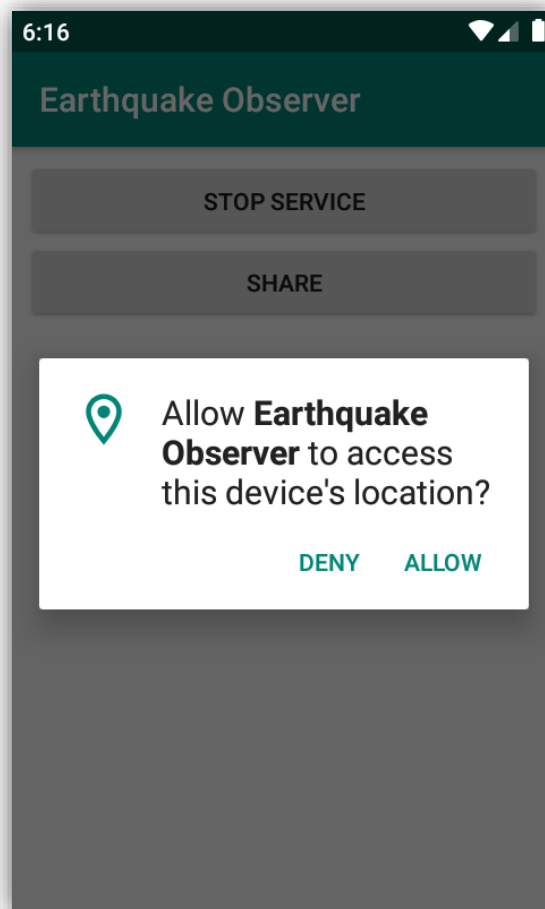 6:16
Earthquake Observer
STOP SERVICE
SHARE
Allow Earthquake
Observer to access
this device's location?
DENY ALLOW